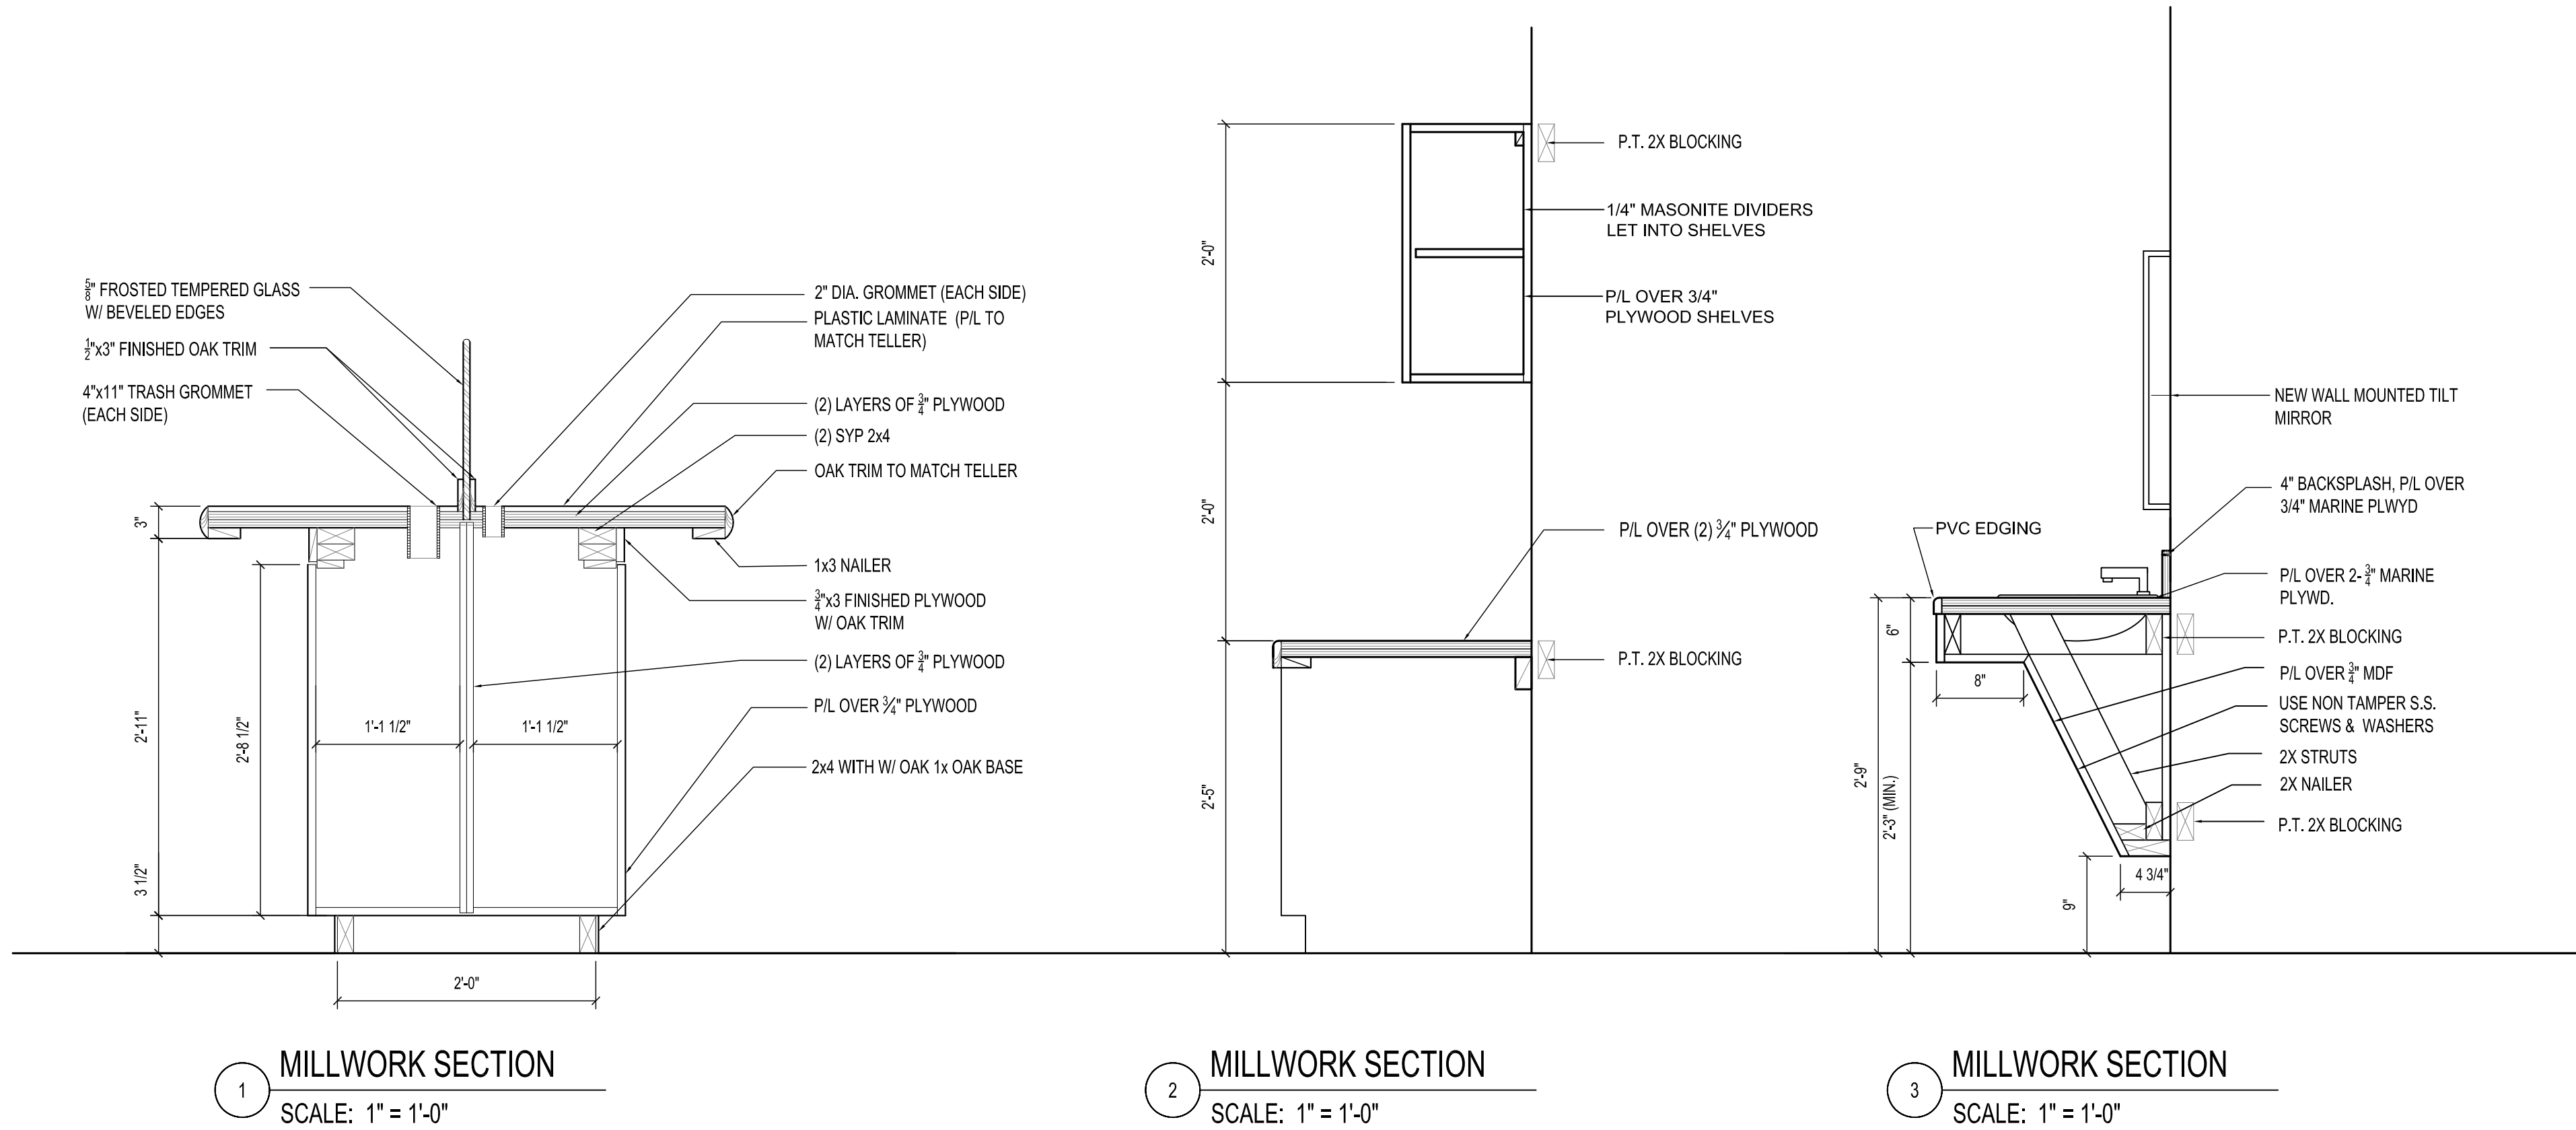 ⅝" FROSTED TEMPERED GLASS
W/ BEVELED EDGES
½"x3" FINISHED OAK TRIM
4"x11" TRASH GROMMET
(EACH SIDE)
2" DIA. GROMMET (EACH SIDE)
PLASTIC LAMINATE (P/L TO
MATCH TELLER)
(2) LAYERS OF ¾" PLYWOOD
(2) SYP 2x4
OAK TRIM TO MATCH TELLER
1x3 NAILER
¾"x3 FINISHED PLYWOOD
W/ OAK TRIM
(2) LAYERS OF ¾" PLYWOOD
P/L OVER ¾" PLYWOOD
2x4 WITH W/ OAK 1x OAK BASE
3"
2'-11"
2'-8 1/2"
3 1/2"
1'-1 1/2"
1'-1 1/2"
2'-0"
1
MILLWORK SECTION
SCALE: 1" = 1'-0"
P.T. 2X BLOCKING
1/4" MASONITE DIVIDERS
LET INTO SHELVES
P/L OVER 3/4"
PLYWOOD SHELVES
P/L OVER (2) ¾" PLYWOOD
P.T. 2X BLOCKING
2'-0"
2'-0"
2'-5"
2
MILLWORK SECTION
SCALE: 1" = 1'-0"
NEW WALL MOUNTED TILT
MIRROR
4" BACKSPLASH, P/L OVER
3/4" MARINE PLWYD
PVC EDGING
P/L OVER 2- ¾" MARINE
PLYWD.
P.T. 2X BLOCKING
P/L OVER ¾" MDF
USE NON TAMPER S.S.
SCREWS & WASHERS
2X STRUTS
2X NAILER
P.T. 2X BLOCKING
6"
8"
2'-9"
2'-3" (MIN.)
4 3/4"
9"
3
MILLWORK SECTION
SCALE: 1" = 1'-0"